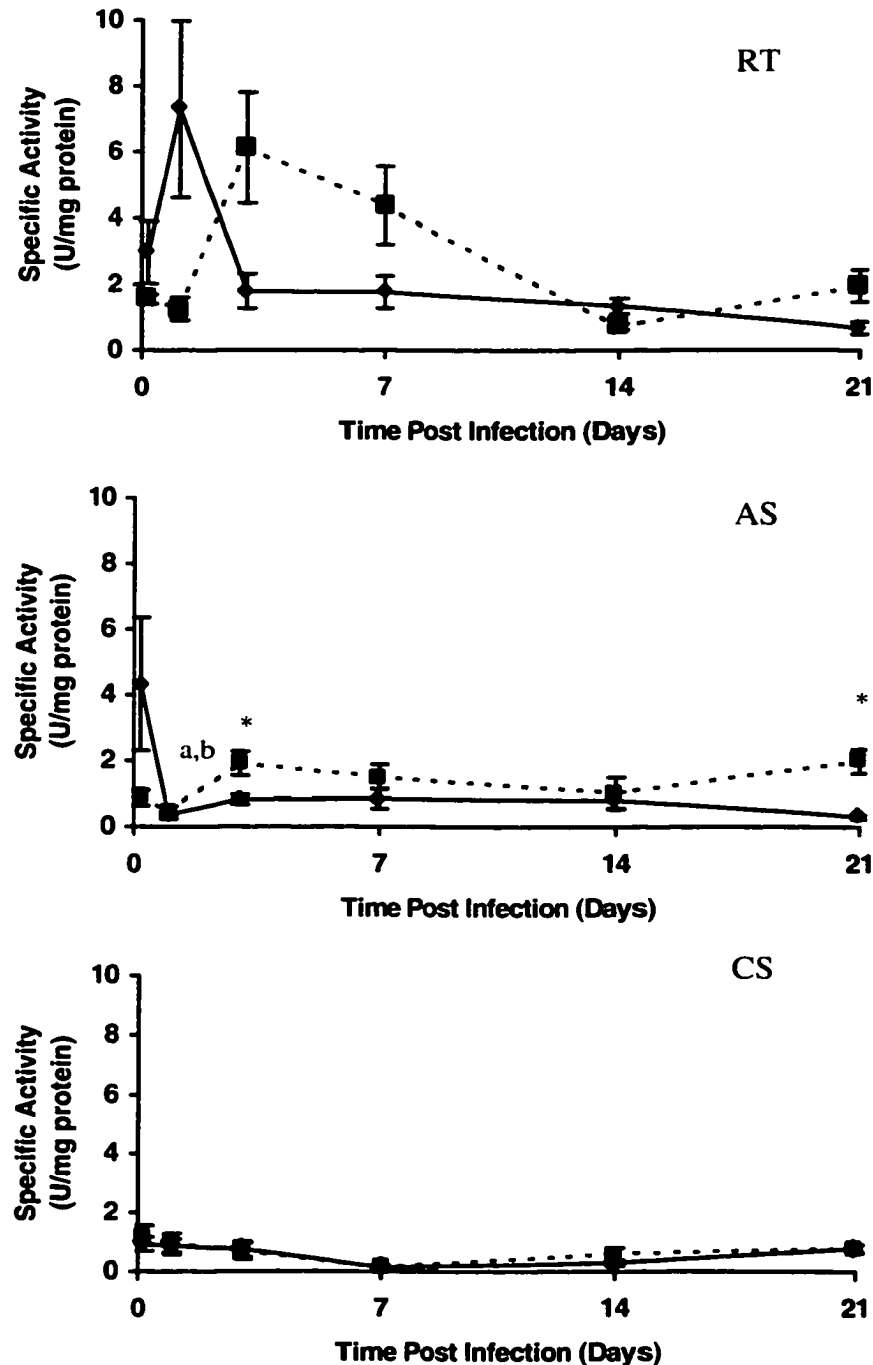 RT
Specific Activity
(U/mg protein)
10
8
6
4
2
0
0 7 14 21
Time Post Infection (Days)
AS
Specific Activity
(U/mg protein)
10
8
6
4
2
0
a,b
*
*
0 7 14 21
Time Post Infection (Days)
CS
Specific Activity
(U/mg protein)
10
8
6
4
2
0
0 7 14 21
Time Post Infection (Days)